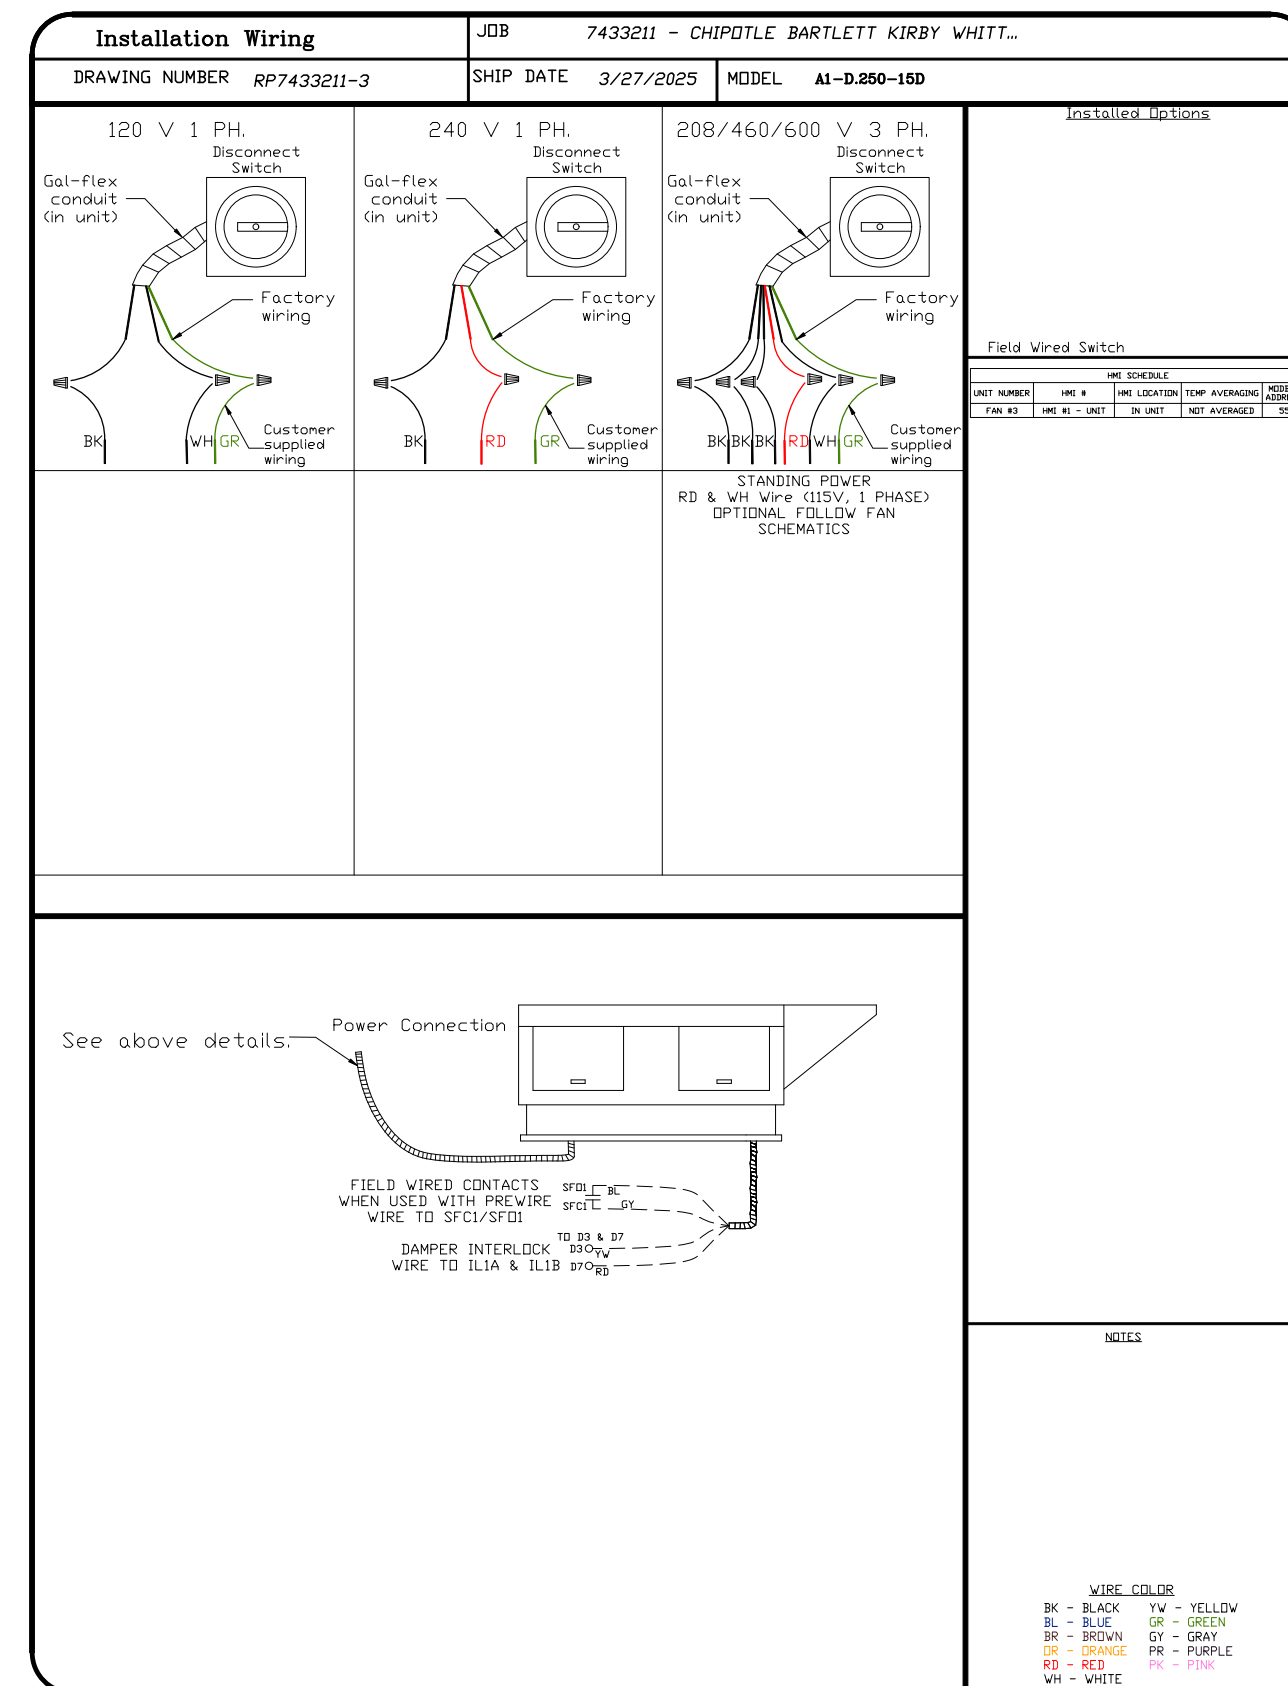 Installation Wiring
JOB 7433211 - CHIPOTLE BARTLETT KIRBY WHITT...
DRAWING NUMBER RP7433211-3
SHIP DATE 3/27/2025
MODEL A1-D.250-15D
120 V 1 PH.
Disconnect
Switch
Gal-flex
conduit
(in unit)
Factory
wiring
BK WH GR
Customer
supplied
wiring
240 V 1 PH.
Disconnect
Switch
Gal-flex
conduit
(in unit)
Factory
wiring
BK RD GR
Customer
supplied
wiring
208/460/600 V 3 PH.
Disconnect
Switch
Gal-flex
conduit
(in unit)
Factory
wiring
BK BK BK RD WH GR
Customer
supplied
wiring
STANDING POWER
RD & WH Wire (115V, 1 PHASE)
OPTIONAL FOLLOW FAN
SCHEMATICS
Installed Options
Field Wired Switch
HMI SCHEDULE
UNIT NUMBER HMI # HMI LOCATION TEMP AVERAGING
FAN #3 HMI #1 - UNIT IN UNIT NOT AVERAGED 55
See above details.
Power Connection
FIELD WIRED CONTACTS
WHEN USED WITH PREWIRE
WIRE TO SFC1/SFO1
SFO1 BL
SFC1 GY
TO D3 & D7
DAMPER INTERLOCK
WIRE TO IL1A & IL1B
D3 YW
D7 RD
NOTES
WIRE COLOR
BK - BLACK YW - YELLOW
BL - BLUE GR - GREEN
BR - BROWN GY - GRAY
OR - ORANGE PR - PURPLE
RD - RED PK - PINK
WH - WHITE